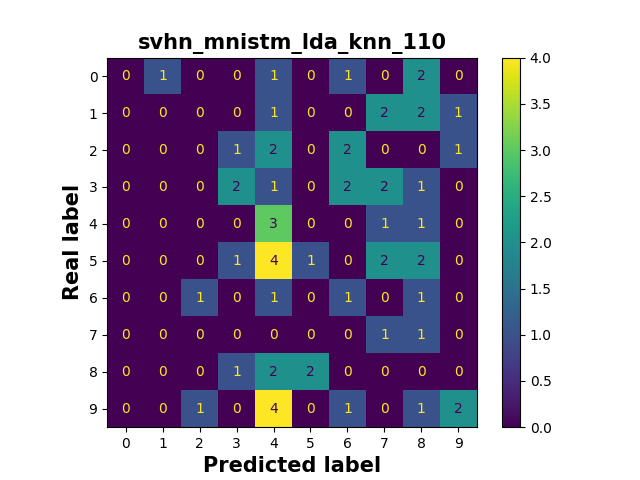 svhn_mnistm_lda_knn_110
0 0 1 0 0 1 0 1 0 2 0
1 0 0 0 0 1 0 0 2 2 1
2 0 0 0 1 2 0 2 0 0 1
3 0 0 0 2 1 0 2 2 1 0
4 0 0 0 0 3 0 0 1 1 0
5 0 0 0 1 4 1 0 2 2 0
6 0 0 1 0 1 0 1 0 1 0
7 0 0 0 0 0 0 0 1 1 0
8 0 0 0 1 2 2 0 0 0 0
9 0 0 1 0 4 0 1 0 1 2
0 1 2 3 4 5 6 7 8 9
Predicted label
Real label
4.0
3.5
3.0
2.5
2.0
1.5
1.0
0.5
0.0